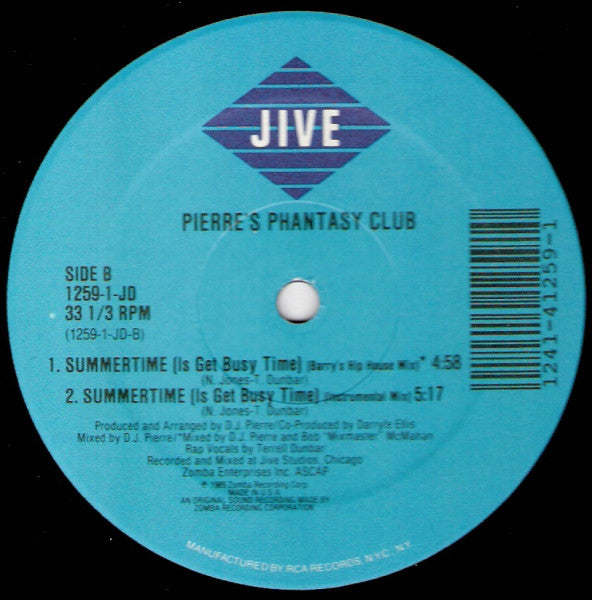 JIVE
PIERRE'S PHANTASY CLUB
SIDE B
1259-1-JD
33 1/3 RPM
(1259-1-JD-B)
1241-41259-1
1. SUMMERTIME (Is Get Busy Time) (Barry's Hip House Mix)* 4:58
(N. Jones-T. Dunbar)
2. SUMMERTIME (Is Get Busy Time) (Instrumental Mix) 5:17
(N. Jones-T. Dunbar)
Produced and Arranged by D.J. Pierre/Co-Produced by Darryle Ellis
Mixed by D.J. Pierre/*Mixed by D.J. Pierre and Bob "Mixmaster" McMahan
Rap Vocals by Terrell Dunbar
Recorded and Mixed at Jive Studios, Chicago
Zomba Enterprises Inc. ASCAP
Zomba Recording Corp.
MADE IN U.S.A.
AN ORIGINAL SOUND RECORDING MADE BY
ZOMBA RECORDING CORPORATION
MANUFACTURED BY RCA RECORDS, N.Y.C., N.Y.